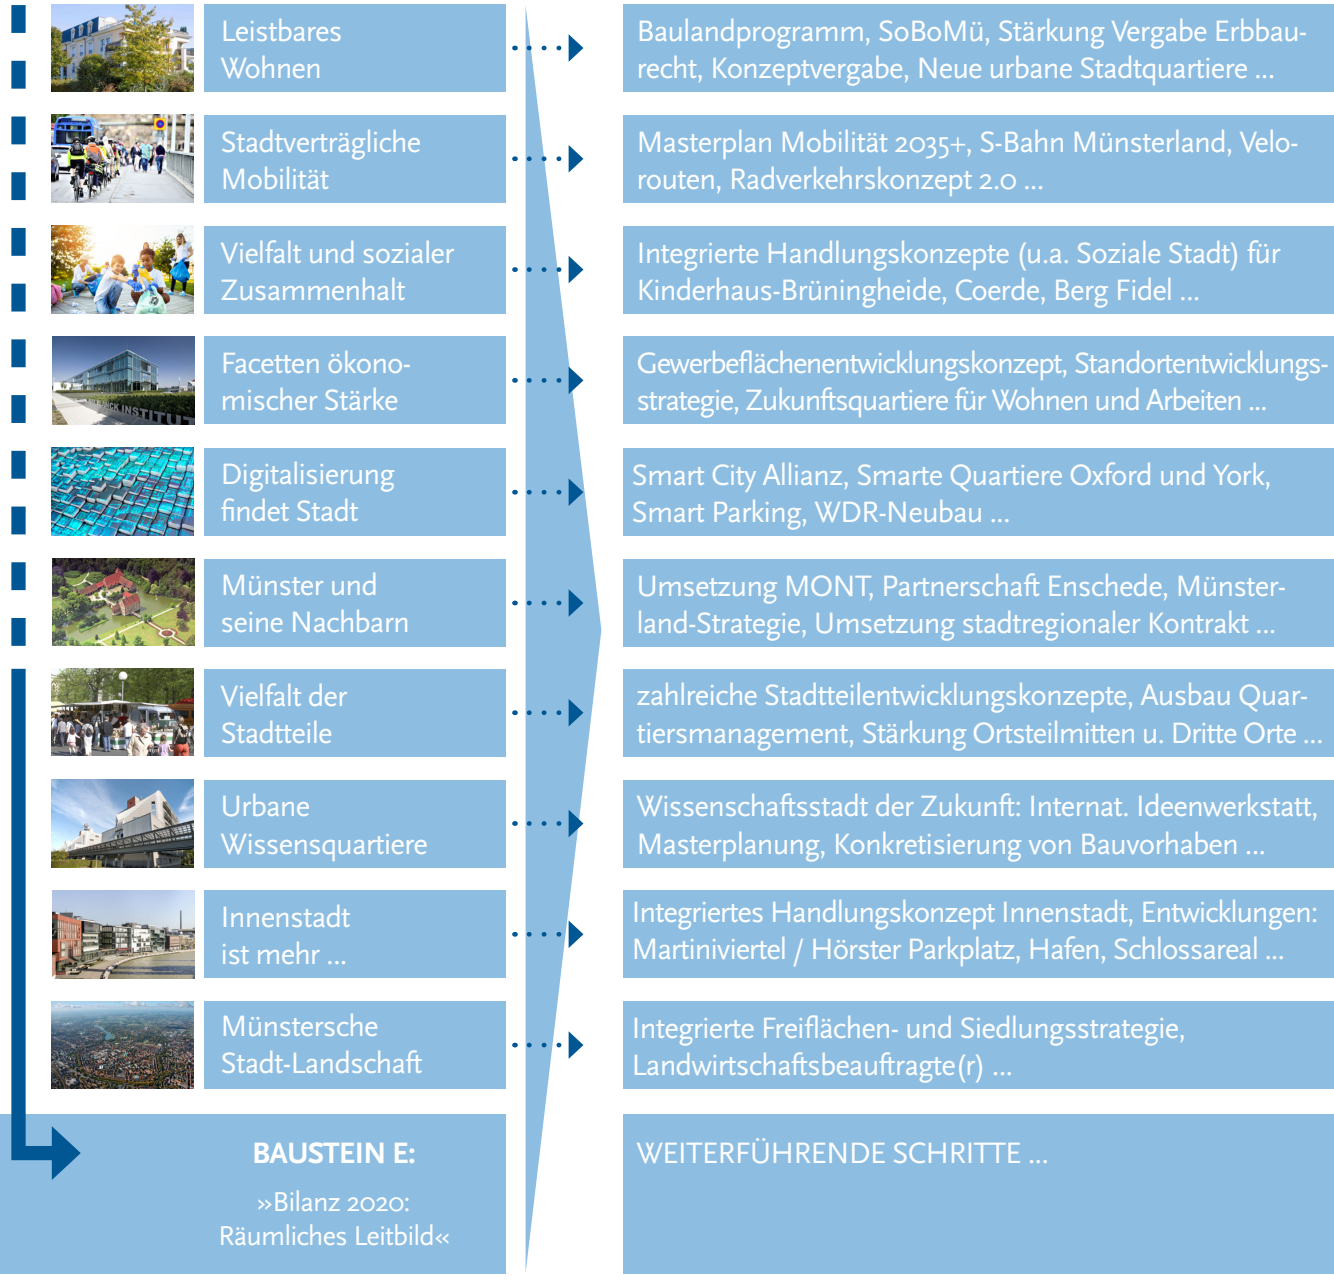 Leistbares
Wohnen
Baulandprogramm, SoBoMü, Stärkung Vergabe Erbbau-
recht, Konzeptvergabe, Neue urbane Stadtquartiere ...
Stadtverträgliche
Mobilität
Masterplan Mobilität 2035+, S-Bahn Münsterland, Velo-
routen, Radverkehrskonzept 2.0 ...
Vielfalt und sozialer
Zusammenhalt
Integrierte Handlungskonzepte (u.a. Soziale Stadt) für
Kinderhaus-Brüningheide, Coerde, Berg Fidel ...
Facetten ökono-
mischer Stärke
Gewerbeflächenentwicklungskonzept, Standortentwicklungs-
strategie, Zukunftsquartiere für Wohnen und Arbeiten ...
Digitalisierung
findet Stadt
Smart City Allianz, Smarte Quartiere Oxford und York,
Smart Parking, WDR-Neubau ...
Münster und
seine Nachbarn
Umsetzung MONT, Partnerschaft Enschede, Münster-
land-Strategie, Umsetzung stadtregionaler Kontrakt ...
Vielfalt der
Stadtteile
zahlreiche Stadtteilentwicklungskonzepte, Ausbau Quar-
tiersmanagement, Stärkung Ortsteilmitten u. Dritte Orte ...
Urbane
Wissensquartiere
Wissenschaftsstadt der Zukunft: Internat. Ideenwerkstatt,
Masterplanung, Konkretisierung von Bauvorhaben ...
Innenstadt
ist mehr ...
Integriertes Handlungskonzept Innenstadt, Entwicklungen:
Martiniviertel / Hörster Parkplatz, Hafen, Schlossareal ...
Münstersche
Stadt-Landschaft
Integrierte Freiflächen- und Siedlungsstrategie,
Landwirtschaftsbeauftragte(r) ...
BAUSTEIN E:
»Bilanz 2020:
Räumliches Leitbild«
WEITERFÜHRENDE SCHRITTE ...